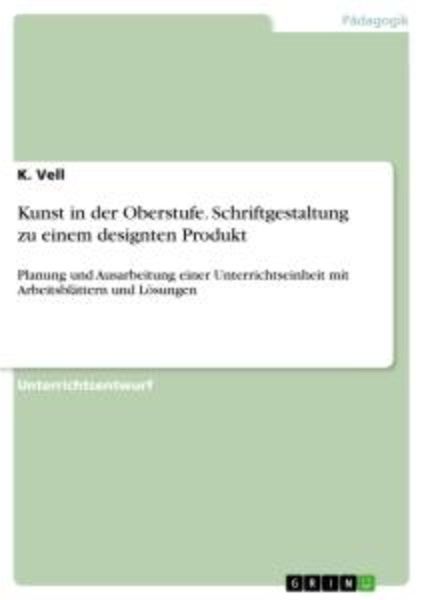 Pädagogik
K. Vell
Kunst in der Oberstufe. Schriftgestaltung
zu einem designten Produkt
Planung und Ausarbeitung einer Unterrichtseinheit mit
Arbeitsblättern und Lösungen
Unterrichtsentwurf
GRIN